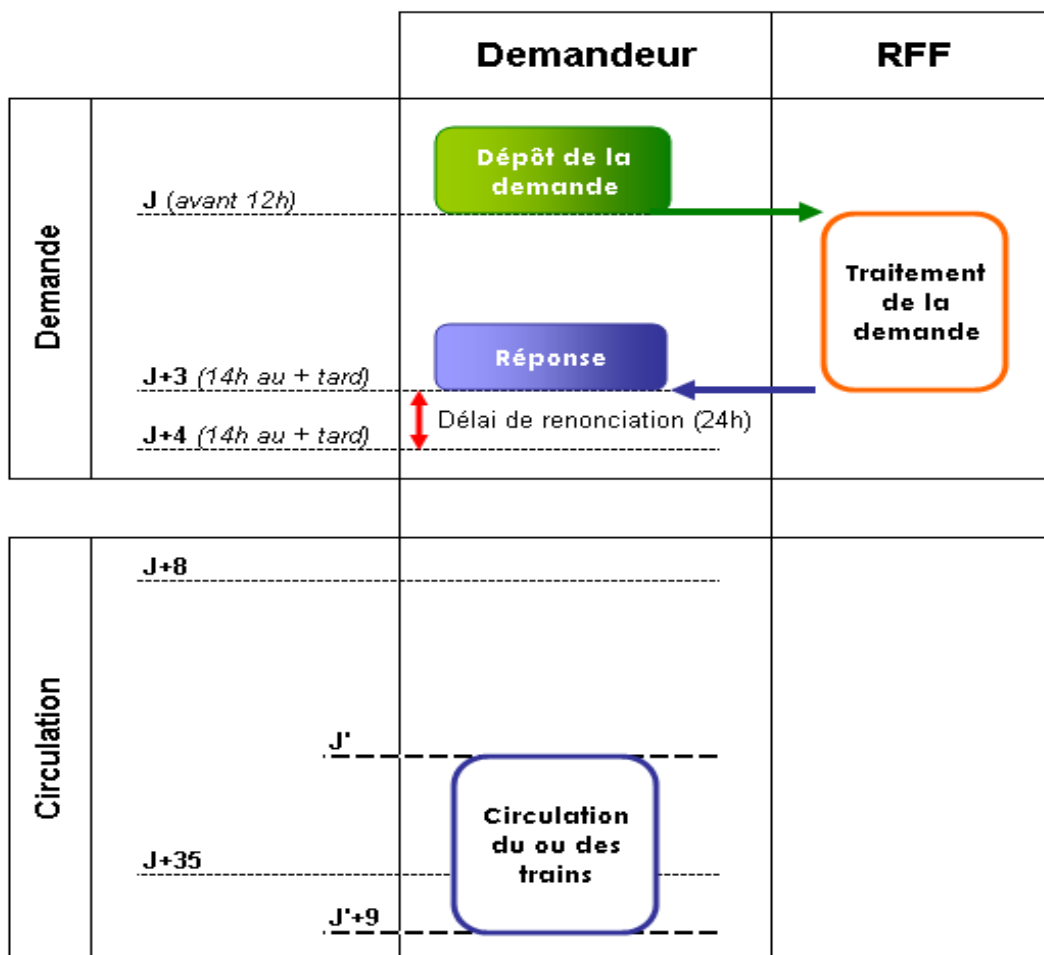 Demandeur
RFF
Demande
Dépôt de la
demande
J (avant 12h)
Traitement
de la
demande
Réponse
J+3 (14h au + tard)
Délai de renonciation (24h)
J+4 (14h au + tard)
Circulation
J+8
J'
Circulation
du ou des
trains
J+35
J'+9